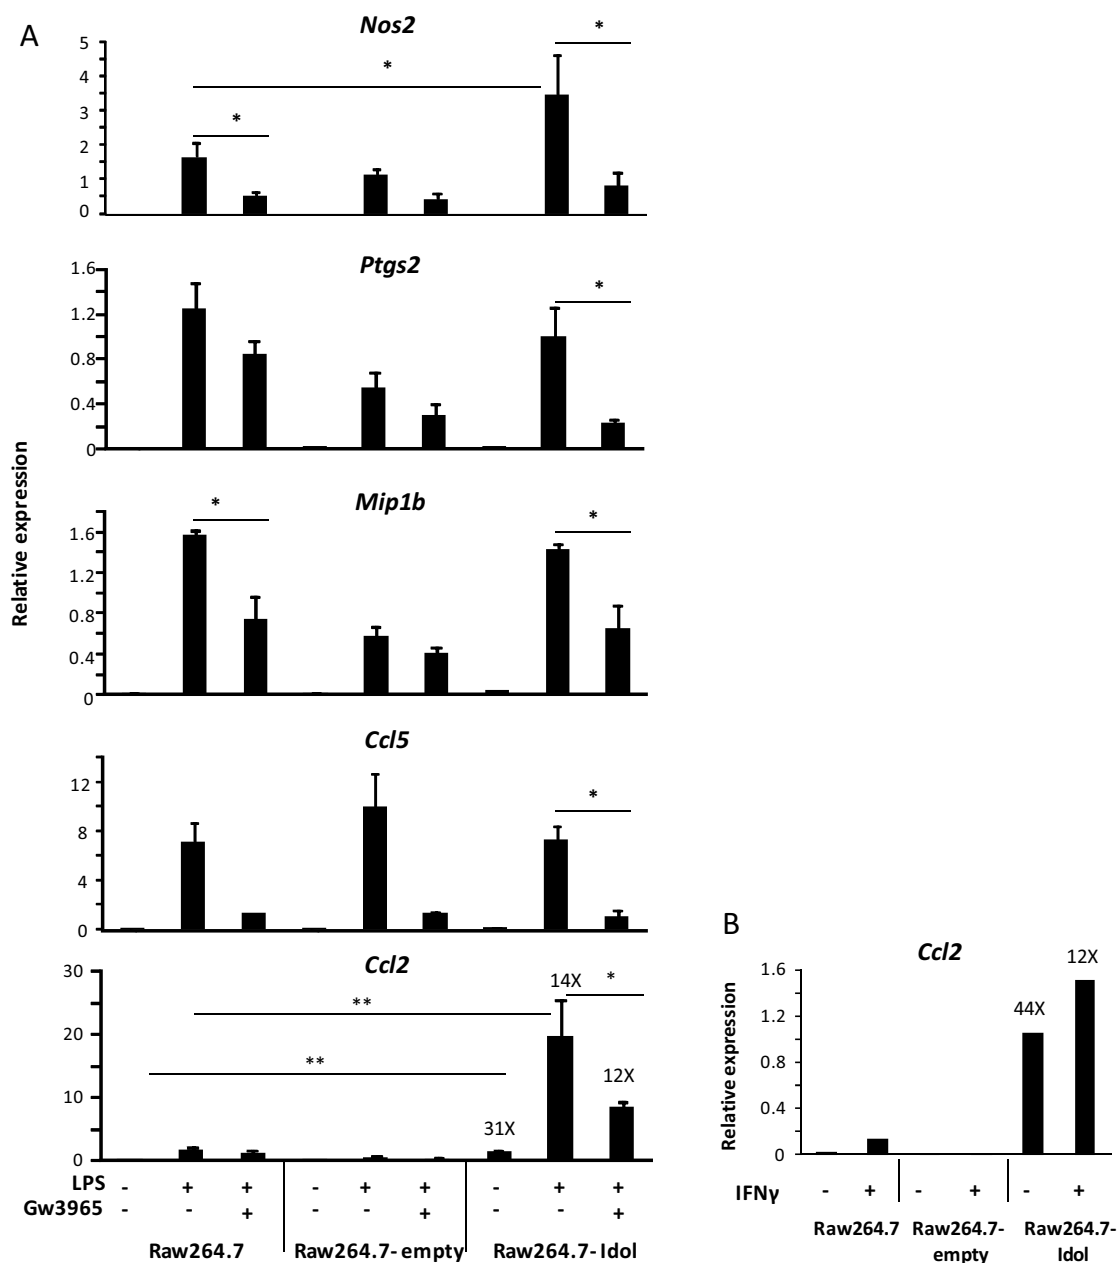 A
Nos2
*
*
*
5
4
3
2
1
0
Ptgs2
*
1.6
1.2
0.8
0.4
0
Relative expression
Mip1b
*
*
1.6
1.2
0.8
0.4
0
Ccl5
*
12
8
4
0
Ccl2
30
20
10
0
**
**
14X
*
12X
31X
LPS - + + - + + - + +
Gw3965 - - + - - + - - +
Raw264.7 Raw264.7- empty Raw264.7- Idol
B
Ccl2
Relative expression
1.6
1.2
0.8
0.4
0
44X
12X
IFNγ - + - + - +
Raw264.7 Raw264.7- Raw264.7-
empty Idol